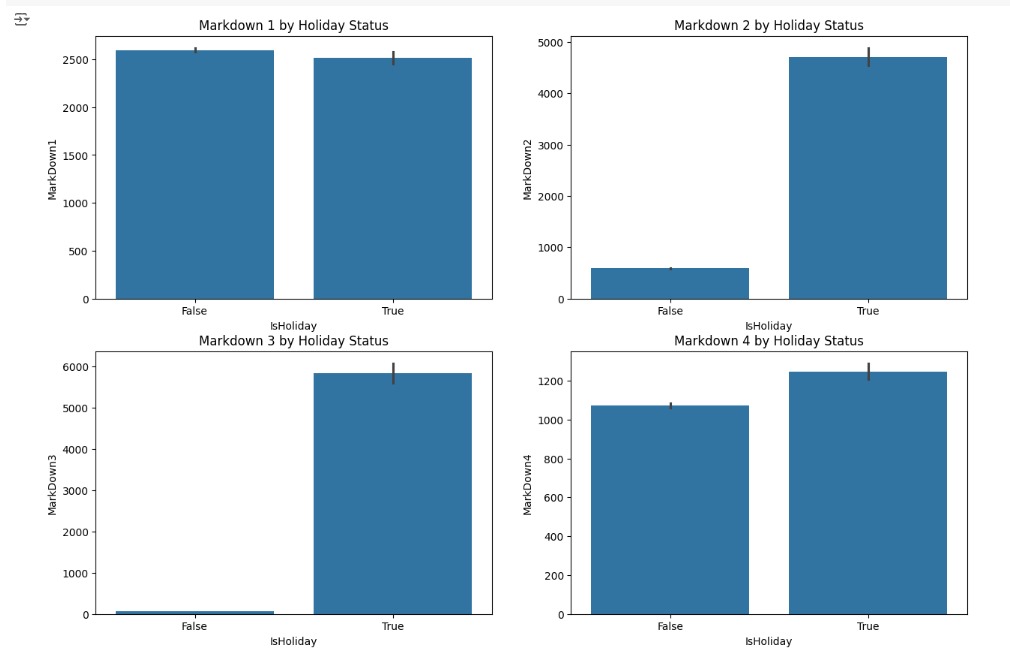 Markdown 1 by Holiday Status
MarkDown1
2500
2000
1500
1000
500
0
False
True
IsHoliday
Markdown 2 by Holiday Status
MarkDown2
5000
4000
3000
2000
1000
0
False
True
IsHoliday
Markdown 3 by Holiday Status
MarkDown3
6000
5000
4000
3000
2000
1000
0
False
True
IsHoliday
Markdown 4 by Holiday Status
MarkDown4
1200
1000
800
600
400
200
0
False
True
IsHoliday